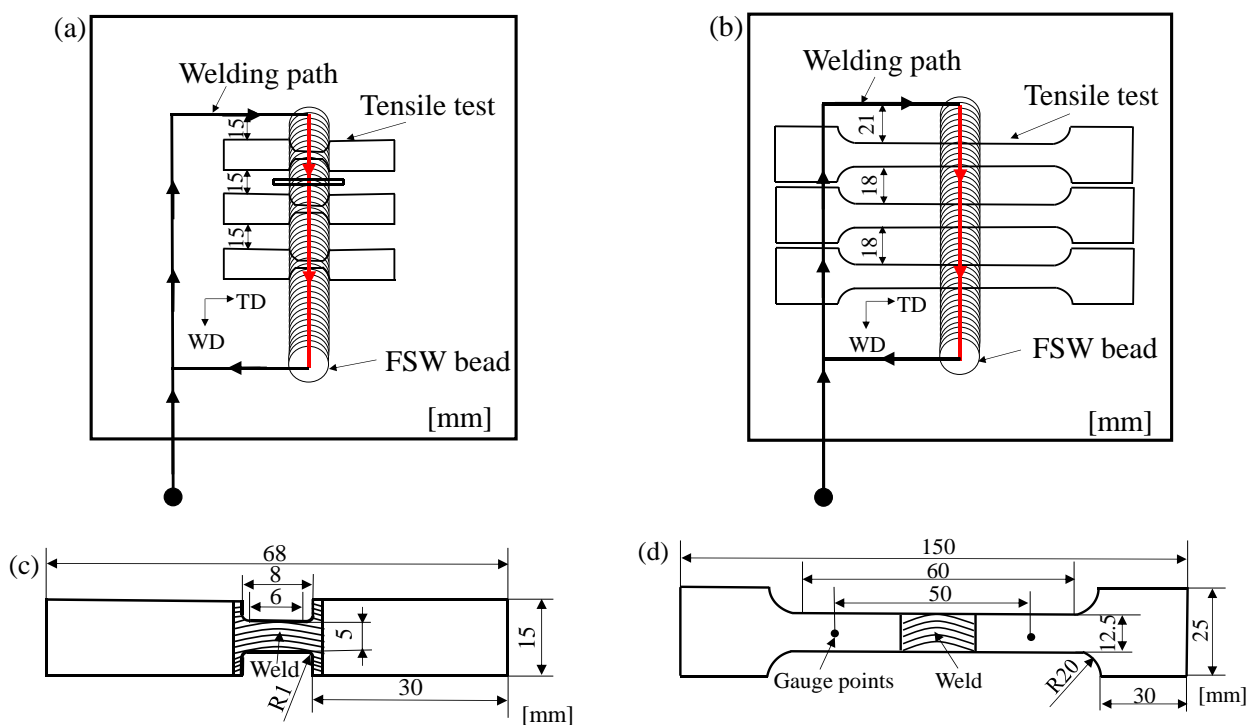 (a)
Welding path
Tensile test
15
15
15
TD
WD
FSW bead
[mm]
(b)
Welding path
Tensile test
21
18
18
TD
WD
FSW bead
[mm]
(c)
68
8
6
5
15
Weld
R1
30
[mm]
(d)
150
60
50
12.5
25
Gauge points
Weld
R20
30
[mm]